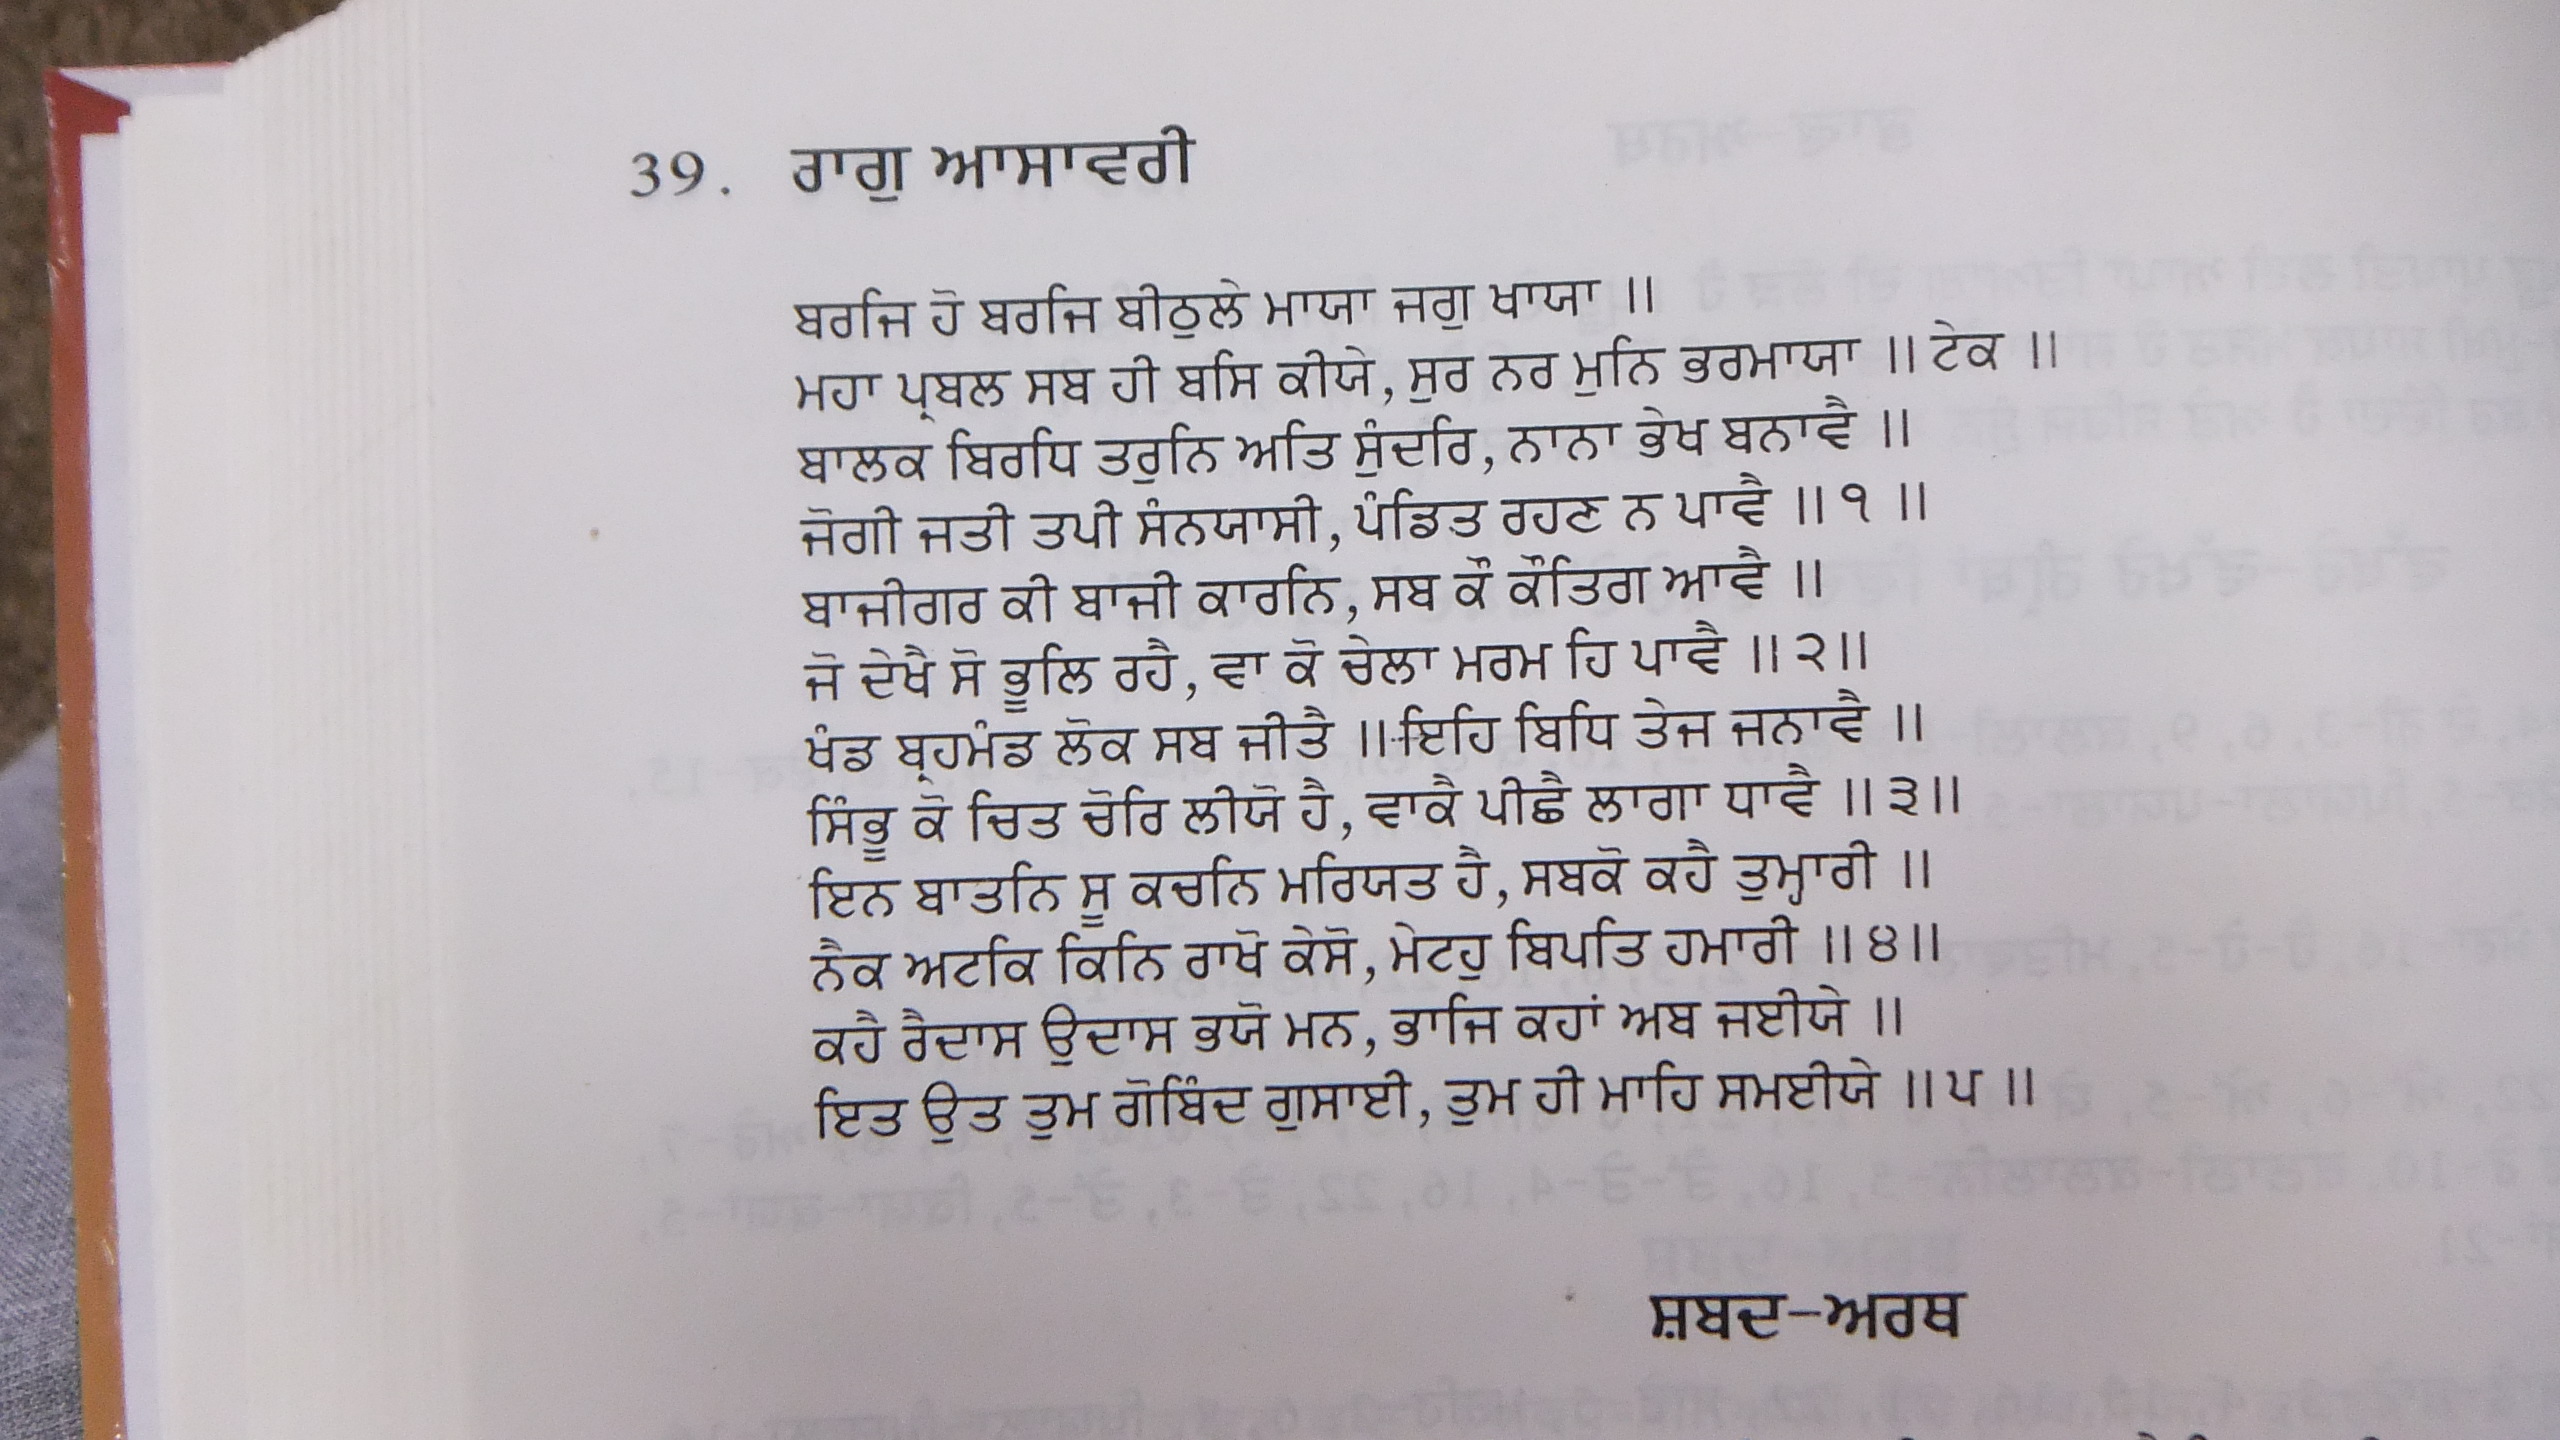 39. ਰਾਗੁ ਆਸਾਵਰੀ
ਬਰਜਿ ਹੋ ਬਰਜਿ ਬੀਠੁਲੇ ਮਾਯਾ ਜਗੁ ਖਾਯਾ ॥
ਮਹਾ ਪ੍ਰਬਲ ਸਬ ਹੀ ਬਸਿ ਕੀਯੇ, ਸੁਰ ਨਰ ਮੁਨਿ ਭਰਮਾਯਾ ॥ ਟੇਕ ॥
ਬਾਲਕ ਬਿਰਧਿ ਤਰੁਨਿ ਅਤਿ ਸੁੰਦਰਿ, ਨਾਨਾ ਭੇਖ ਬਨਾਵੈ ॥
ਜੋਗੀ ਜਤੀ ਤਪੀ ਸੰਨਯਾਸੀ, ਪੰਡਿਤ ਰਹਣ ਨ ਪਾਵੈ ॥ ੧ ॥
ਬਾਜੀਗਰ ਕੀ ਬਾਜੀ ਕਾਰਨਿ, ਸਬ ਕੌ ਕੌਤਿਗ ਆਵੈ ॥
ਜੋ ਦੇਖੈ ਸੋ ਭੂਲਿ ਰਹੈ, ਵਾ ਕੋ ਚੇਲਾ ਮਰਮ ਹਿ ਪਾਵੈ ॥ ੨॥
ਖੰਡ ਬ੍ਰਹਮੰਡ ਲੋਕ ਸਬ ਜੀਤੈ ॥ ਇਹਿ ਬਿਧਿ ਤੇਜ ਜਨਾਵੈ ॥
ਸਿੰਭੂ ਕੋ ਚਿਤ ਚੋਰਿ ਲੀਯੋ ਹੈ, ਵਾਕੈ ਪੀਛੈ ਲਾਗਾ ਧਾਵੈ ॥ ੩॥
ਇਨ ਬਾਤਨਿ ਸੂ ਕਚਨਿ ਮਰਿਯਤ ਹੈ, ਸਬਕੋ ਕਹੈ ਤੁਮ੍ਹਾਰੀ ॥
ਨੈਕ ਅਟਕਿ ਕਿਨਿ ਰਾਖੋ ਕੇਸੋ, ਮੇਟਹੁ ਬਿਪਤਿ ਹਮਾਰੀ ॥ ੪॥
ਕਹੈ ਰੈਦਾਸ ਉਦਾਸ ਭਯੋ ਮਨ, ਭਾਜਿ ਕਹਾਂ ਅਬ ਜਈਯੇ ॥
ਇਤ ਉਤ ਤੁਮ ਗੋਬਿੰਦ ਗੁਸਾਈ, ਤੁਮ ਹੀ ਮਾਹਿ ਸਮਈਯੇ ॥ ੫ ॥
ਸ਼ਬਦ-ਅਰਥ